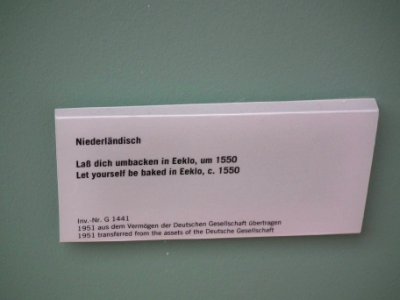 Niederländisch
Laß dich umbacken in Eeklo, um 1550
Let yourself be baked in Eeklo, c. 1550
Inv.-Nr. G 1441
1951 aus dem Vermögen der Deutschen Gesellschaft übertragen
1951 transferred from the assets of the Deutsche Gesellschaft